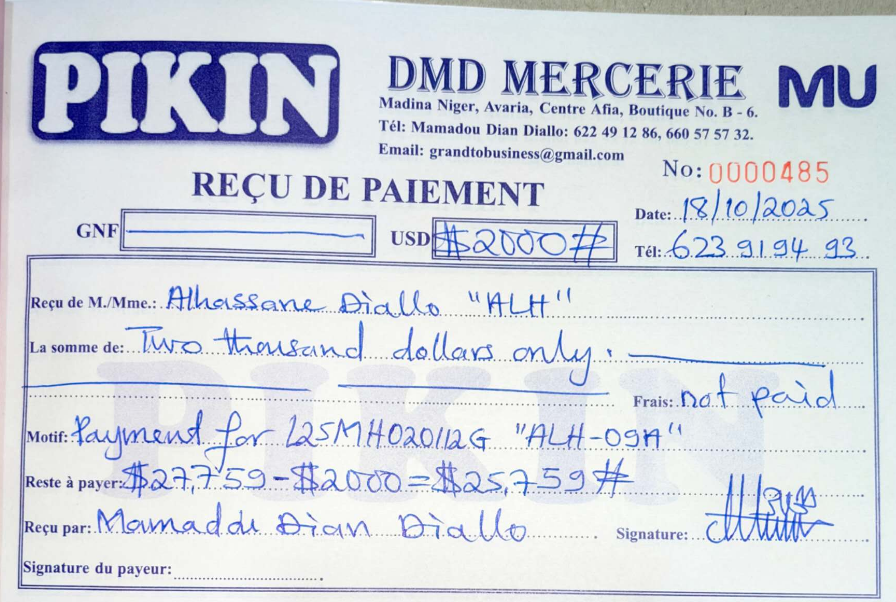 PIKIN
DMD MERCERIE
MU
Madina Niger, Avaria, Centre Afia, Boutique No. B - 6.
Tél: Mamadou Dian Diallo: 622 49 12 86, 660 57 57 32.
Email: grandtobusiness@gmail.com
No: 0000485
REÇU DE PAIEMENT
Date: 18/10/2025
GNF
USD $2000#
Tél: 623 91 94 93
Reçu de M./Mme.: Alhassane Diallo "ALH"
La somme de: Two thousand dollars only.
Frais: not paid
Motif: Payment for L25MH020112G "ALH-09A"
Reste à payer: $27,759-$2000=$25,759#
Reçu par: Mamaddu Dian Diallo
Signature:
Signature du payeur:
PIKIN